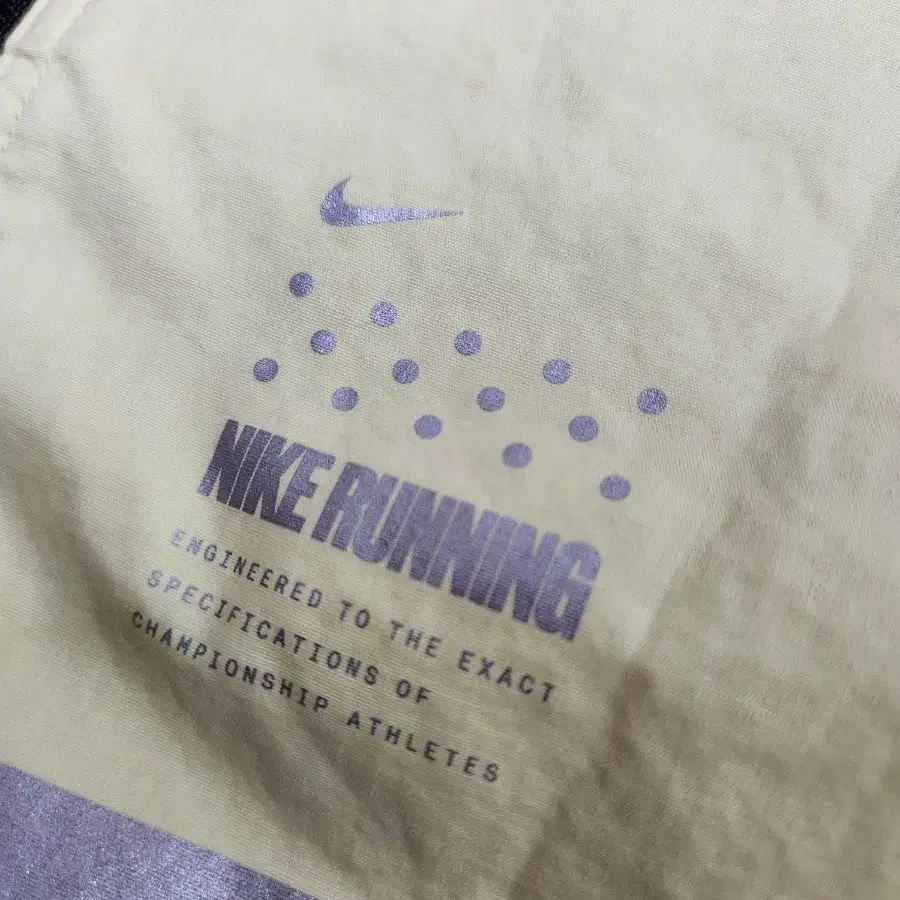 NIKE RUNNING
ENGINEERED TO THE EXACT
SPECIFICATIONS OF
CHAMPIONSHIP ATHLETES